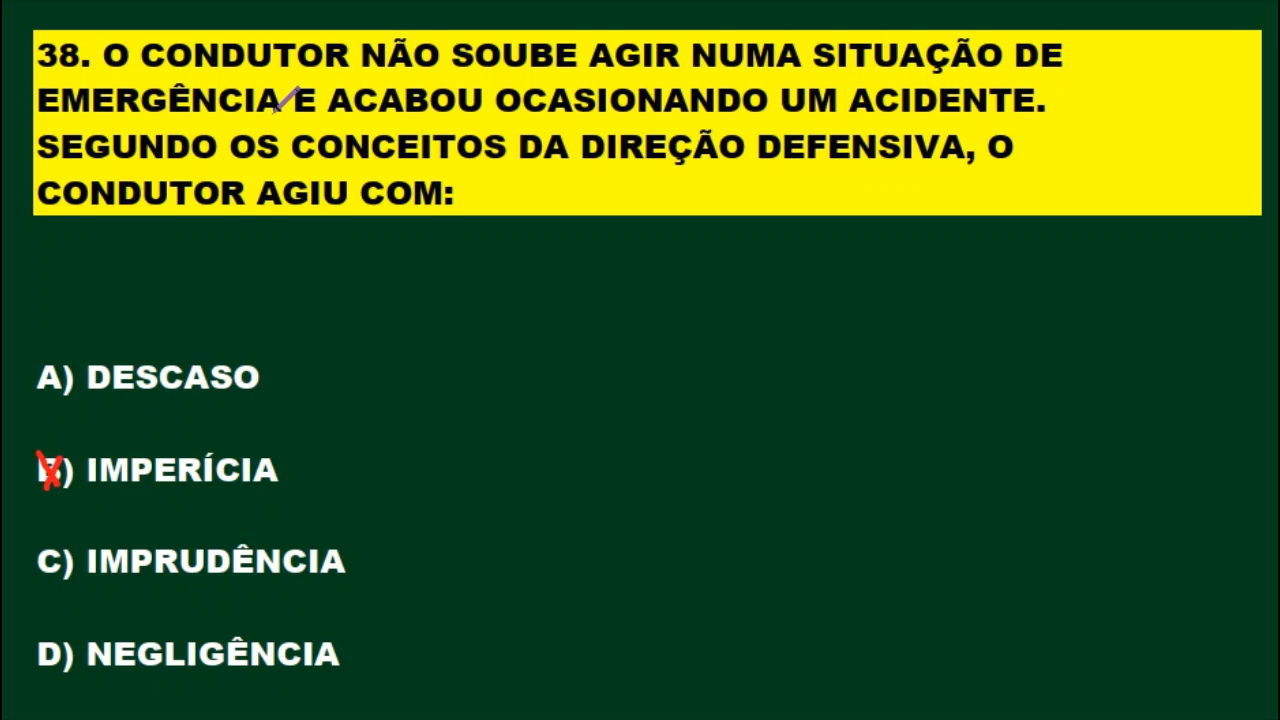 38. O CONDUTOR NÃO SOUBE AGIR NUMA SITUAÇÃO DE
EMERGÊNCIA E ACABOU OCASIONANDO UM ACIDENTE.
SEGUNDO OS CONCEITOS DA DIREÇÃO DEFENSIVA, O
CONDUTOR AGIU COM:
A) DESCASO
B) IMPERÍCIA
C) IMPRUDÊNCIA
D) NEGLIGÊNCIA